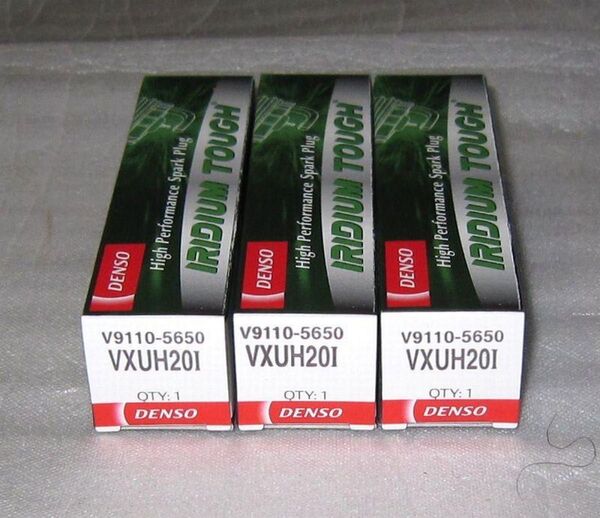 DENSO
High Performance Spark Plug
IRIDIUM TOUGH®
V9110-5650
VXUH20I
QTY: 1
DENSO
DENSO
High Performance Spark Plug
IRIDIUM TOUGH®
V9110-5650
VXUH20I
QTY: 1
DENSO
DENSO
High Performance Spark Plug
IRIDIUM TOUGH®
V9110-5650
VXUH20I
QTY: 1
DENSO